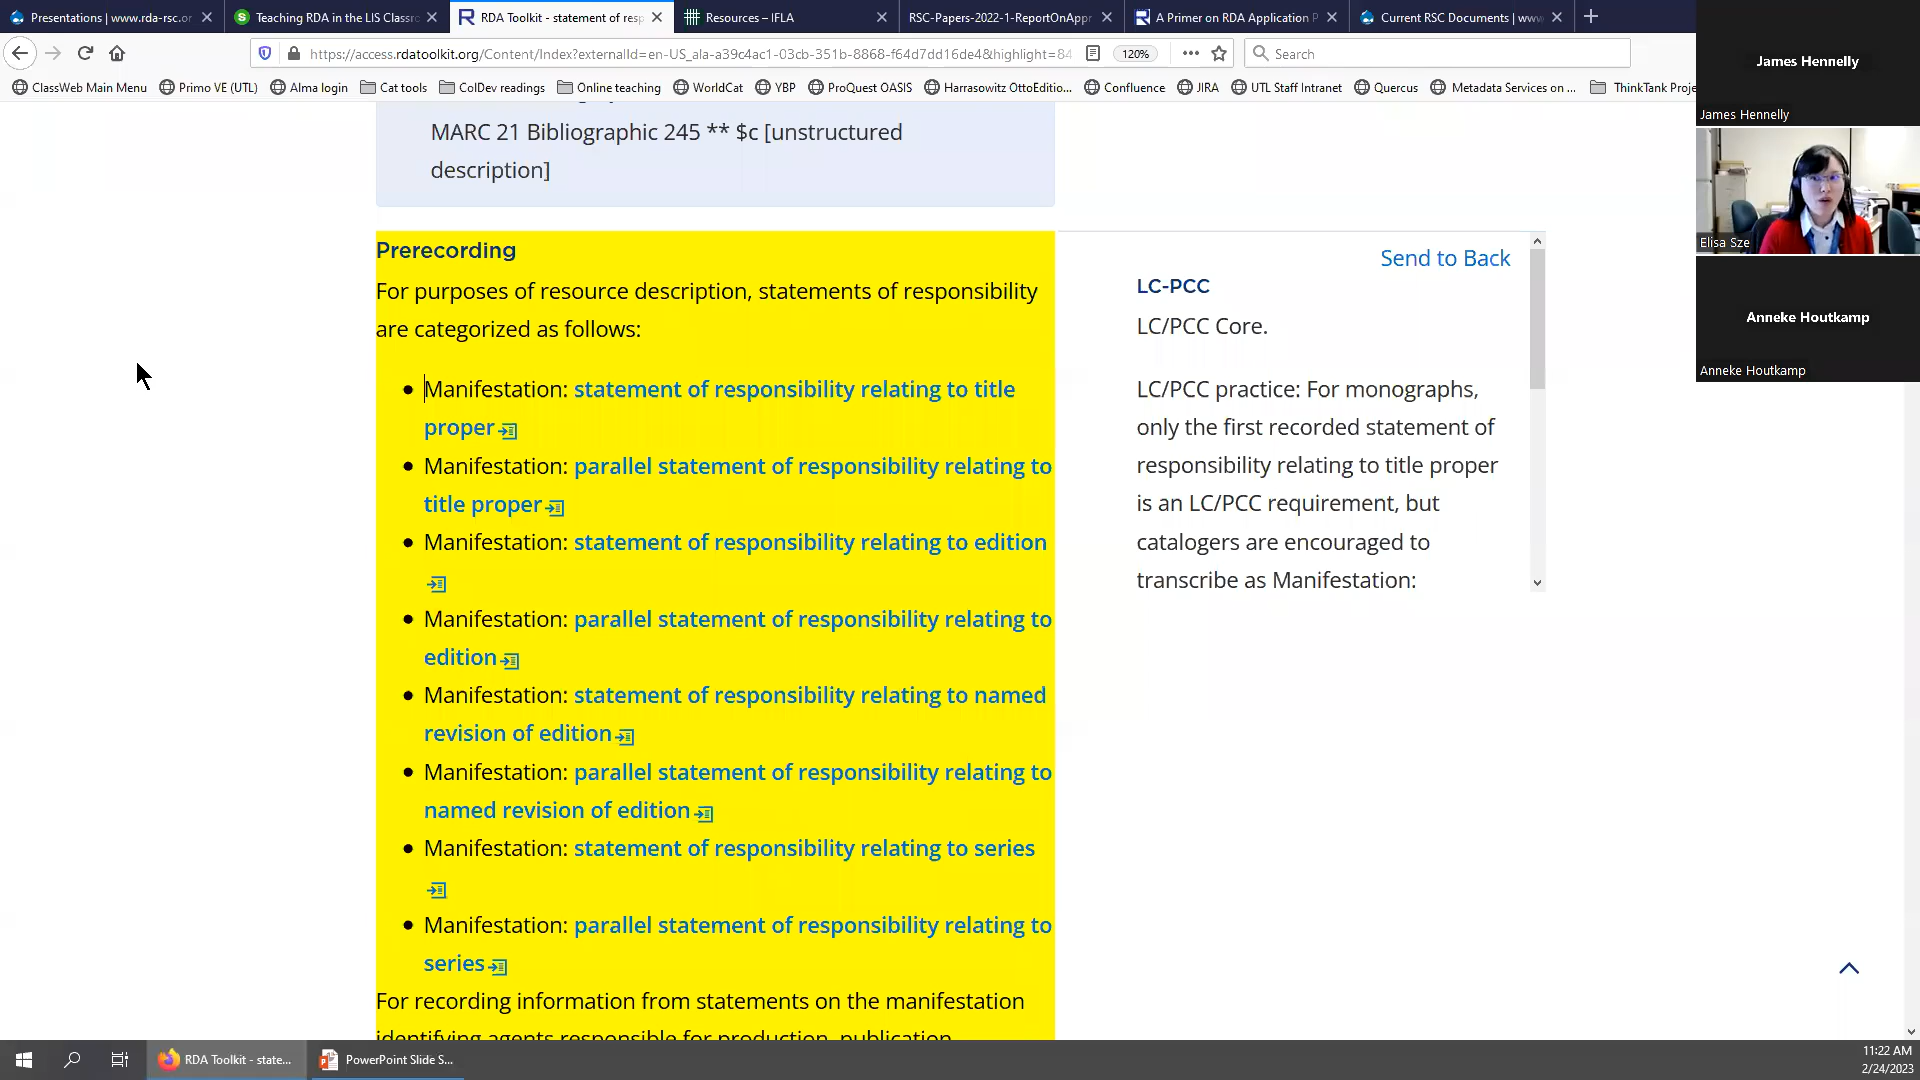 Presentations | www.rda-rsc.or
Teaching RDA in the LIS Classr
RDA Toolkit - statement of resp
Resources – IFLA
RSC-Papers-2022-1-ReportOnAppr
A Primer on RDA Application P
Current RSC Documents | www
https://access.rdatoolkit.org/Content/Index?externalId=en-US_ala-a39c4ac1-03cb-351b-8868-f64d7dd16de4&highlight=84
120%
Search
ClassWeb Main Menu
Primo VE (UTL)
Alma login
Cat tools
ColDev readings
Online teaching
WorldCat
YBP
ProQuest OASIS
Harrasowitz OttoEditio...
Confluence
JIRA
UTL Staff Intranet
Quercus
Metadata Services on ...
ThinkTank Proje
MARC 21 Bibliographic 245 ** $c [unstructured
description]
Prerecording
For purposes of resource description, statements of responsibility
are categorized as follows:
Manifestation: statement of responsibility relating to title
proper
Manifestation: parallel statement of responsibility relating to
title proper
Manifestation: statement of responsibility relating to edition
Manifestation: parallel statement of responsibility relating to
edition
Manifestation: statement of responsibility relating to named
revision of edition
Manifestation: parallel statement of responsibility relating to
named revision of edition
Manifestation: statement of responsibility relating to series
Manifestation: parallel statement of responsibility relating to
series
For recording information from statements on the manifestation
identifying agents responsible for production, publication,
Send to Back
LC-PCC
LC/PCC Core.
LC/PCC practice: For monographs,
only the first recorded statement of
responsibility relating to title proper
is an LC/PCC requirement, but
catalogers are encouraged to
transcribe as Manifestation:
James Hennelly
James Hennelly
Elisa Sze
Anneke Houtkamp
Anneke Houtkamp
RDA Toolkit - state...
PowerPoint Slide S...
11:22 AM
2/24/2023